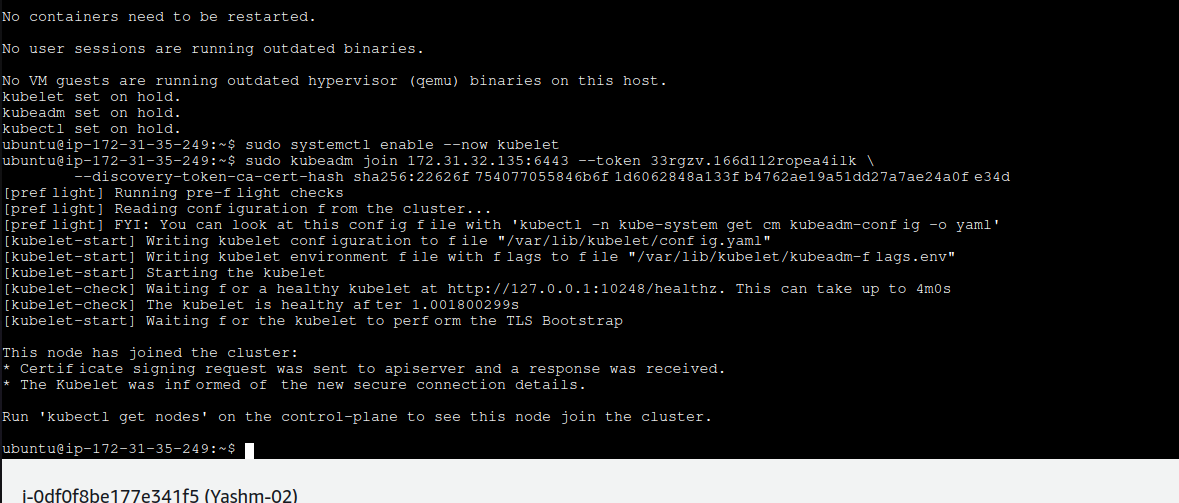 No containers need to be restarted.
No user sessions are running outdated binaries.
No VM guests are running outdated hypervisor (qemu) binaries on this host.
kubelet set on hold.
kubeadm set on hold.
kubectl set on hold.
ubuntu@ip-172-31-35-249:~$ sudo systemctl enable --now kubelet
ubuntu@ip-172-31-35-249:~$ sudo kubeadm join 172.31.32.135:6443 --token 33rgzv.166d112ropea4ilk \
--discovery-token-ca-cert-hash sha256:22626f754077055846b6f1d6062848a133fb4762ae19a51dd27a7ae24a0fe34d
[preflight] Running pre-flight checks
[preflight] Reading configuration from the cluster...
[preflight] FYI: You can look at this config file with 'kubectl -n kube-system get cm kubeadm-config -o yaml'
[kubelet-start] Writing kubelet configuration to file "/var/lib/kubelet/config.yaml"
[kubelet-start] Writing kubelet environment file with flags to file "/var/lib/kubelet/kubeadm-flags.env"
[kubelet-start] Starting the kubelet
[kubelet-check] Waiting for a healthy kubelet at http://127.0.0.1:10248/healthz. This can take up to 4m0s
[kubelet-check] The kubelet is healthy after 1.001800299s
[kubelet-start] Waiting for the kubelet to perform the TLS Bootstrap
This node has joined the cluster:
* Certificate signing request was sent to apiserver and a response was received.
* The Kubelet was informed of the new secure connection details.
Run 'kubectl get nodes' on the control-plane to see this node join the cluster.
ubuntu@ip-172-31-35-249:~$
i-0df0f8be177e341f5 (Yashm-02)